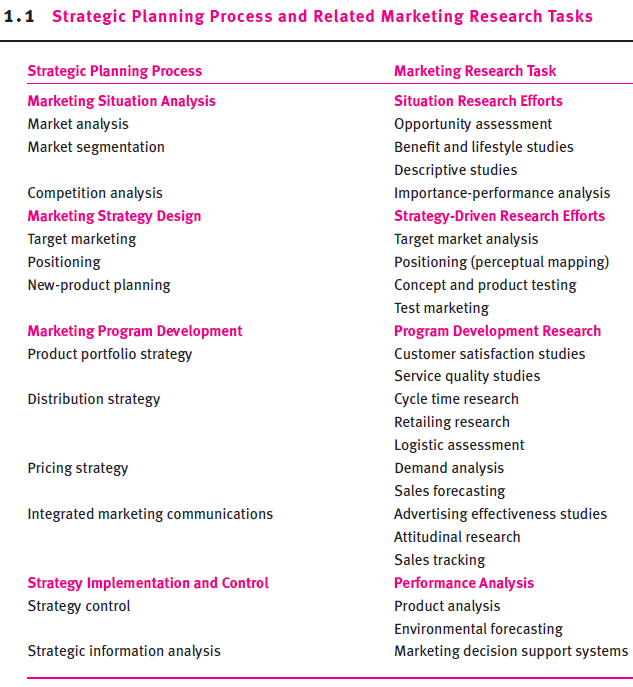 1.1 Strategic Planning Process and Related Marketing Research Tasks
Strategic Planning Process Marketing Research Task
Marketing Situation Analysis Situation Research Efforts
Market analysis Opportunity assessment
Market segmentation Benefit and lifestyle studies
Descriptive studies
Competition analysis Importance-performance analysis
Marketing Strategy Design Strategy-Driven Research Efforts
Target marketing Target market analysis
Positioning Positioning (perceptual mapping)
New-product planning Concept and product testing
Test marketing
Marketing Program Development Program Development Research
Product portfolio strategy Customer satisfaction studies
Service quality studies
Distribution strategy Cycle time research
Retailing research
Logistic assessment
Pricing strategy Demand analysis
Sales forecasting
Integrated marketing communications Advertising effectiveness studies
Attitudinal research
Sales tracking
Strategy Implementation and Control Performance Analysis
Strategy control Product analysis
Environmental forecasting
Strategic information analysis Marketing decision support systems